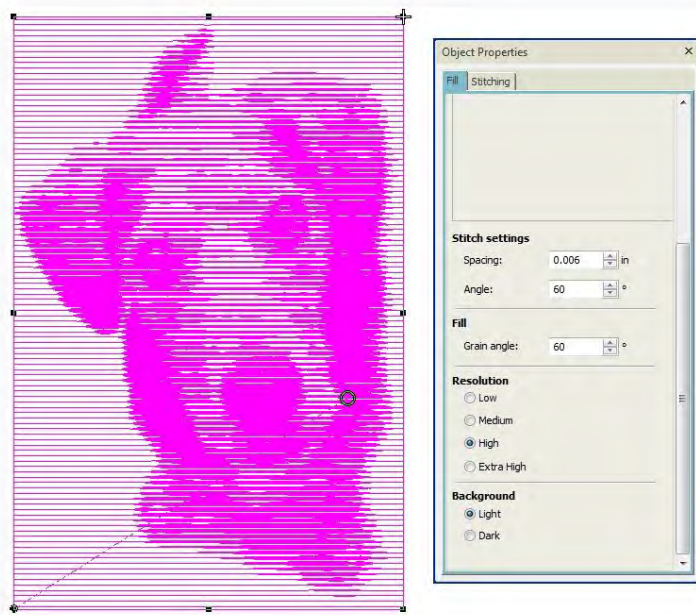 Object Properties
Fill Stitching
Stitch settings
Spacing: 0.006 in
Angle: 60 °
Fill
Grain angle: 60 °
Resolution
Low
Medium
High
Extra High
Background
Light
Dark